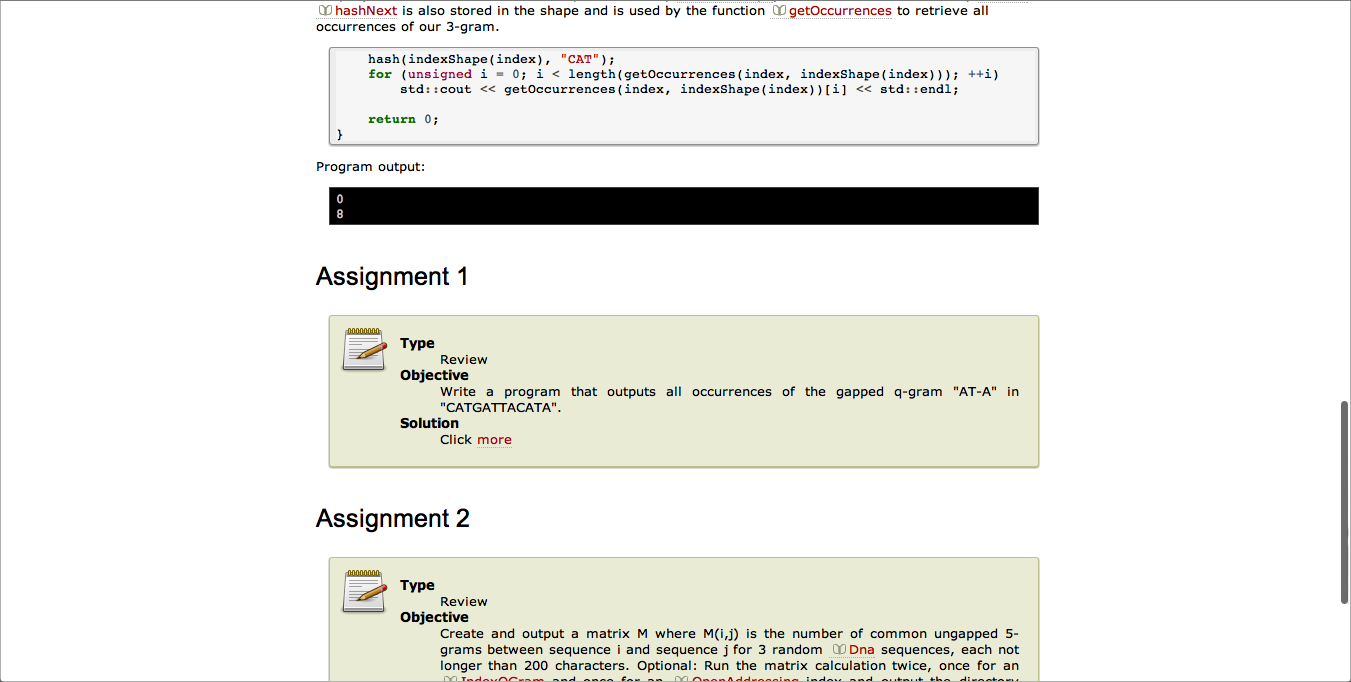 hashNext is also stored in the shape and is used by the function getOccurrences to retrieve all
occurrences of our 3-gram.
hash(indexShape(index), "CAT");
for (unsigned i = 0; i < length(getOccurrences(index, indexShape(index))); ++i)
std::cout << getOccurrences(index, indexShape(index))[i] << std::endl;
return 0;
}
Program output:
0
8
Assignment 1
Type
Review
Objective
Write a program that outputs all occurrences of the gapped q-gram "AT-A" in
"CATGATTACATA".
Solution
Click more
Assignment 2
Type
Review
Objective
Create and output a matrix M where M(i,j) is the number of common ungapped 5-
grams between sequence i and sequence j for 3 random Dna sequences, each not
longer than 200 characters. Optional: Run the matrix calculation twice, once for an
IndexQGram and once for an OpenAddressing index and output the directory